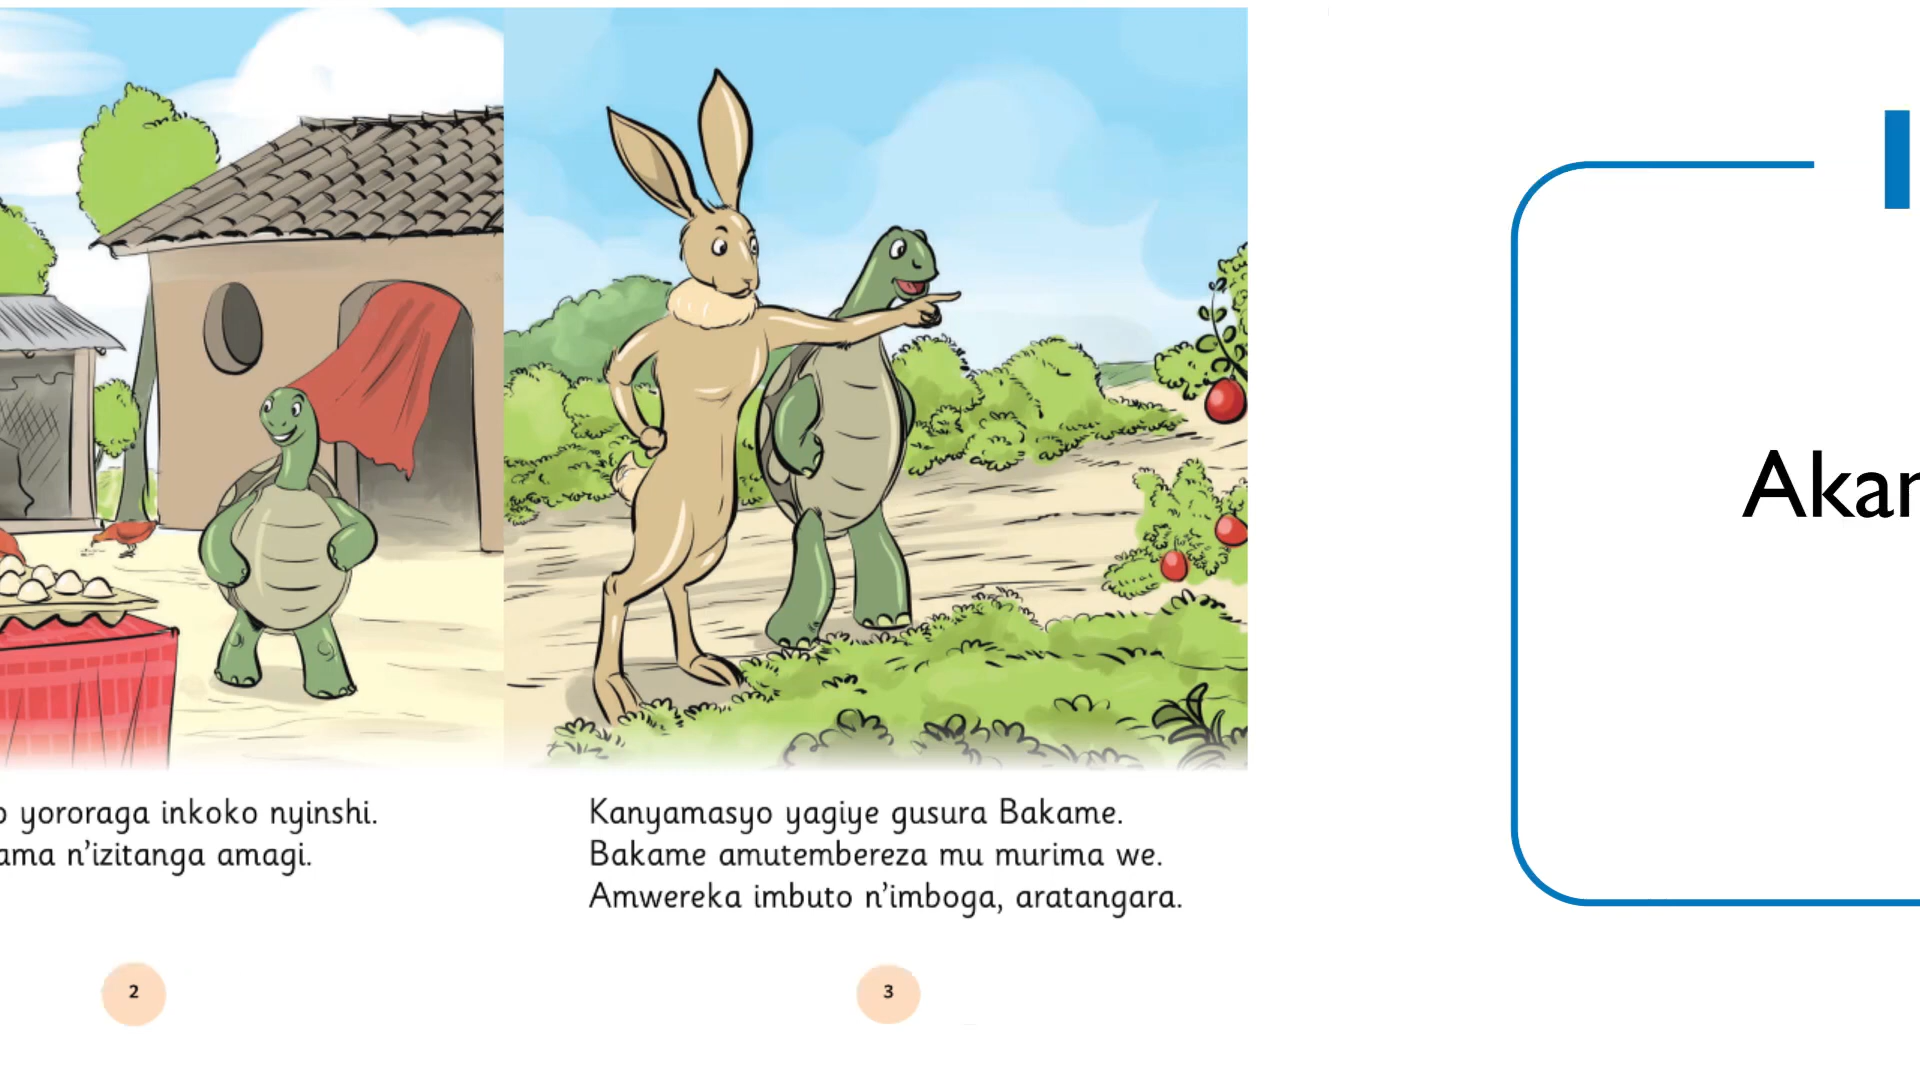 yororaga inkoko nyinshi.
n'izitanga amagi.
2
Kanyamasyo yagiye gusura Bakame.
Bakame amutembereza mu murima we.
Amwereka imbuto n'imboga, aratangara.
3